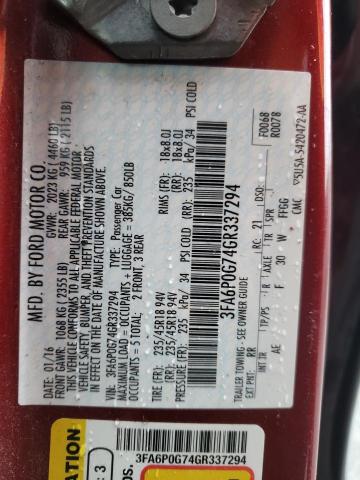 MFD. BY FORD MOTOR CO.
DATE: 01/16 GVWR: 2023 KG ( 4460 LB)
FRONT GAWR: 1068 KG ( 2355 LB) REAR GAWR: 959 KG ( 2115 LB)
THIS VEHICLE CONFORMS TO ALL APPLICABLE FEDERAL MOTOR
VEHICLE SAFETY, BUMPER, AND THEFT PREVENTION STANDARDS
IN EFFECT ON THE DATE OF MANUFACTURE SHOWN ABOVE.
VIN: 3FA6P0G74GR337294 TYPE: Passenger Car
MAXIMUM LOAD= OCCUPANTS + LUGGAGE = 385KG/ 850LB
OCCUPANTS = 5 TOTAL 2 FRONT, 3 REAR
TIRE (FR) 235/45R18 94V RIMS (FR): 18x8.0J
TIRE (RR) 235/45R18 94V (RR): 18x8.0J
PRESSURE (FR) 235 kPa/ 34 PSI COLD (RR) 235 kPa/ 34 PSI COLD
3FA6P0G74GR337294
TRAILER TOWING - SEE OWNER GUIDE
F0068
R0078
EXT PNT: RR RC: 21 DSO:
INT TR TP/PS R AXLE TR SPR
AE F 30 W FFGG
CMC
5U5A-5420472-AA
3FA6P0G74GR337294
: 3